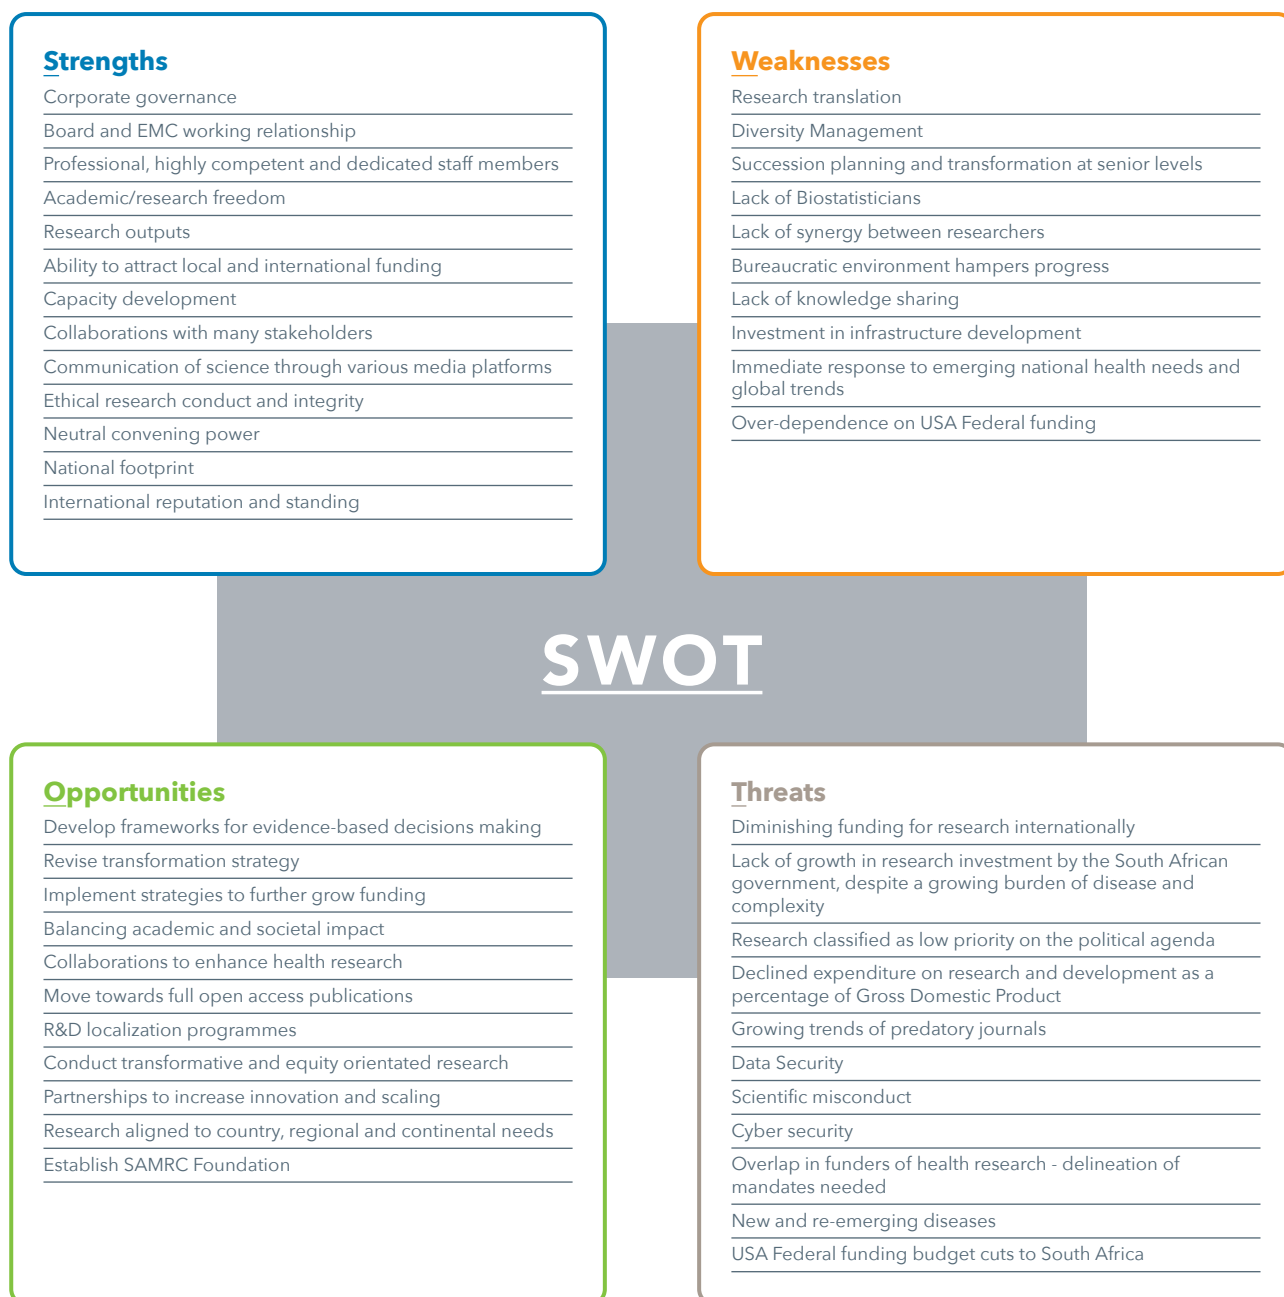 Strengths
Corporate governance
Board and EMC working relationship
Professional, highly competent and dedicated staff members
Academic/research freedom
Research outputs
Ability to attract local and international funding
Capacity development
Collaborations with many stakeholders
Communication of science through various media platforms
Ethical research conduct and integrity
Neutral convening power
National footprint
International reputation and standing
Weaknesses
Research translation
Diversity Management
Succession planning and transformation at senior levels
Lack of Biostatisticians
Lack of synergy between researchers
Bureaucratic environment hampers progress
Lack of knowledge sharing
Investment in infrastructure development
Immediate response to emerging national health needs and
global trends
Over-dependence on USA Federal funding
SWOT
Opportunities
Develop frameworks for evidence-based decisions making
Revise transformation strategy
Implement strategies to further grow funding
Balancing academic and societal impact
Collaborations to enhance health research
Move towards full open access publications
R&D localization programmes
Conduct transformative and equity orientated research
Partnerships to increase innovation and scaling
Research aligned to country, regional and continental needs
Establish SAMRC Foundation
Threats
Diminishing funding for research internationally
Lack of growth in research investment by the South African
government, despite a growing burden of disease and
complexity
Research classified as low priority on the political agenda
Declined expenditure on research and development as a
percentage of Gross Domestic Product
Growing trends of predatory journals
Data Security
Scientific misconduct
Cyber security
Overlap in funders of health research - delineation of
mandates needed
New and re-emerging diseases
USA Federal funding budget cuts to South Africa